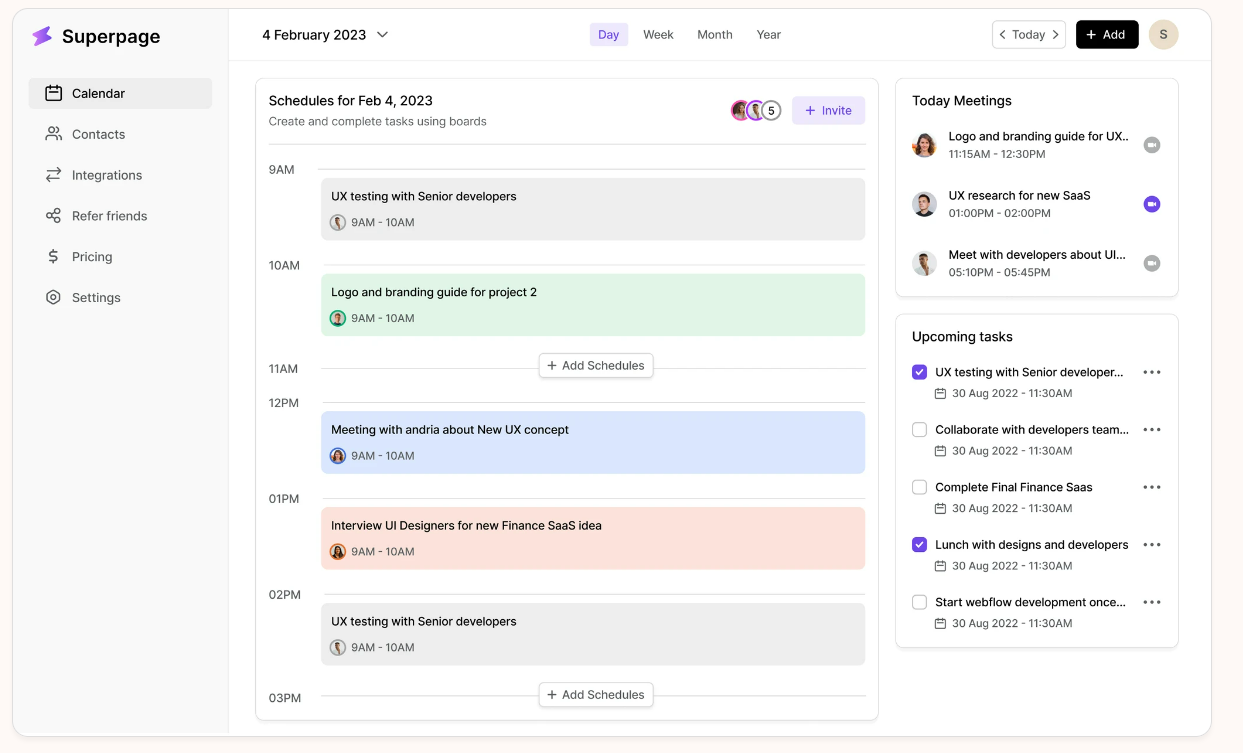 Superpage
Calendar
Contacts
Integrations
Refer friends
Pricing
Settings
4 February 2023
Day Week Month Year
Today
+ Add
S
Schedules for Feb 4, 2023
Create and complete tasks using boards
5
+ Invite
9AM
UX testing with Senior developers
9AM - 10AM
10AM
Logo and branding guide for project 2
9AM - 10AM
11AM
+ Add Schedules
12PM
Meeting with andria about New UX concept
9AM - 10AM
01PM
Interview UI Designers for new Finance SaaS idea
9AM - 10AM
02PM
UX testing with Senior developers
9AM - 10AM
03PM
+ Add Schedules
Today Meetings
Logo and branding guide for UX..
11:15AM - 12:30PM
UX research for new SaaS
01:00PM - 02:00PM
Meet with developers about UI...
05:10PM - 05:45PM
Upcoming tasks
UX testing with Senior developer...
30 Aug 2022 - 11:30AM
Collaborate with developers team...
30 Aug 2022 - 11:30AM
Complete Final Finance Saas
30 Aug 2022 - 11:30AM
Lunch with designs and developers
30 Aug 2022 - 11:30AM
Start webflow development once...
30 Aug 2022 - 11:30AM